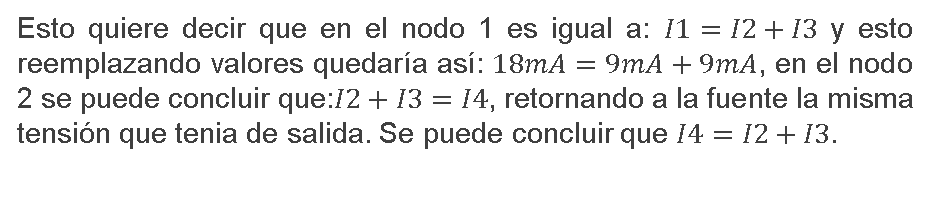 Esto quiere decir que en el nodo 1 es igual a: I1 = I2 + I3 y esto
reemplazando valores quedaría así: 18mA = 9mA + 9mA, en el nodo
2 se puede concluir que:I2 + I3 = I4, retornando a la fuente la misma
tensión que tenia de salida. Se puede concluir que I4 = I2 + I3.